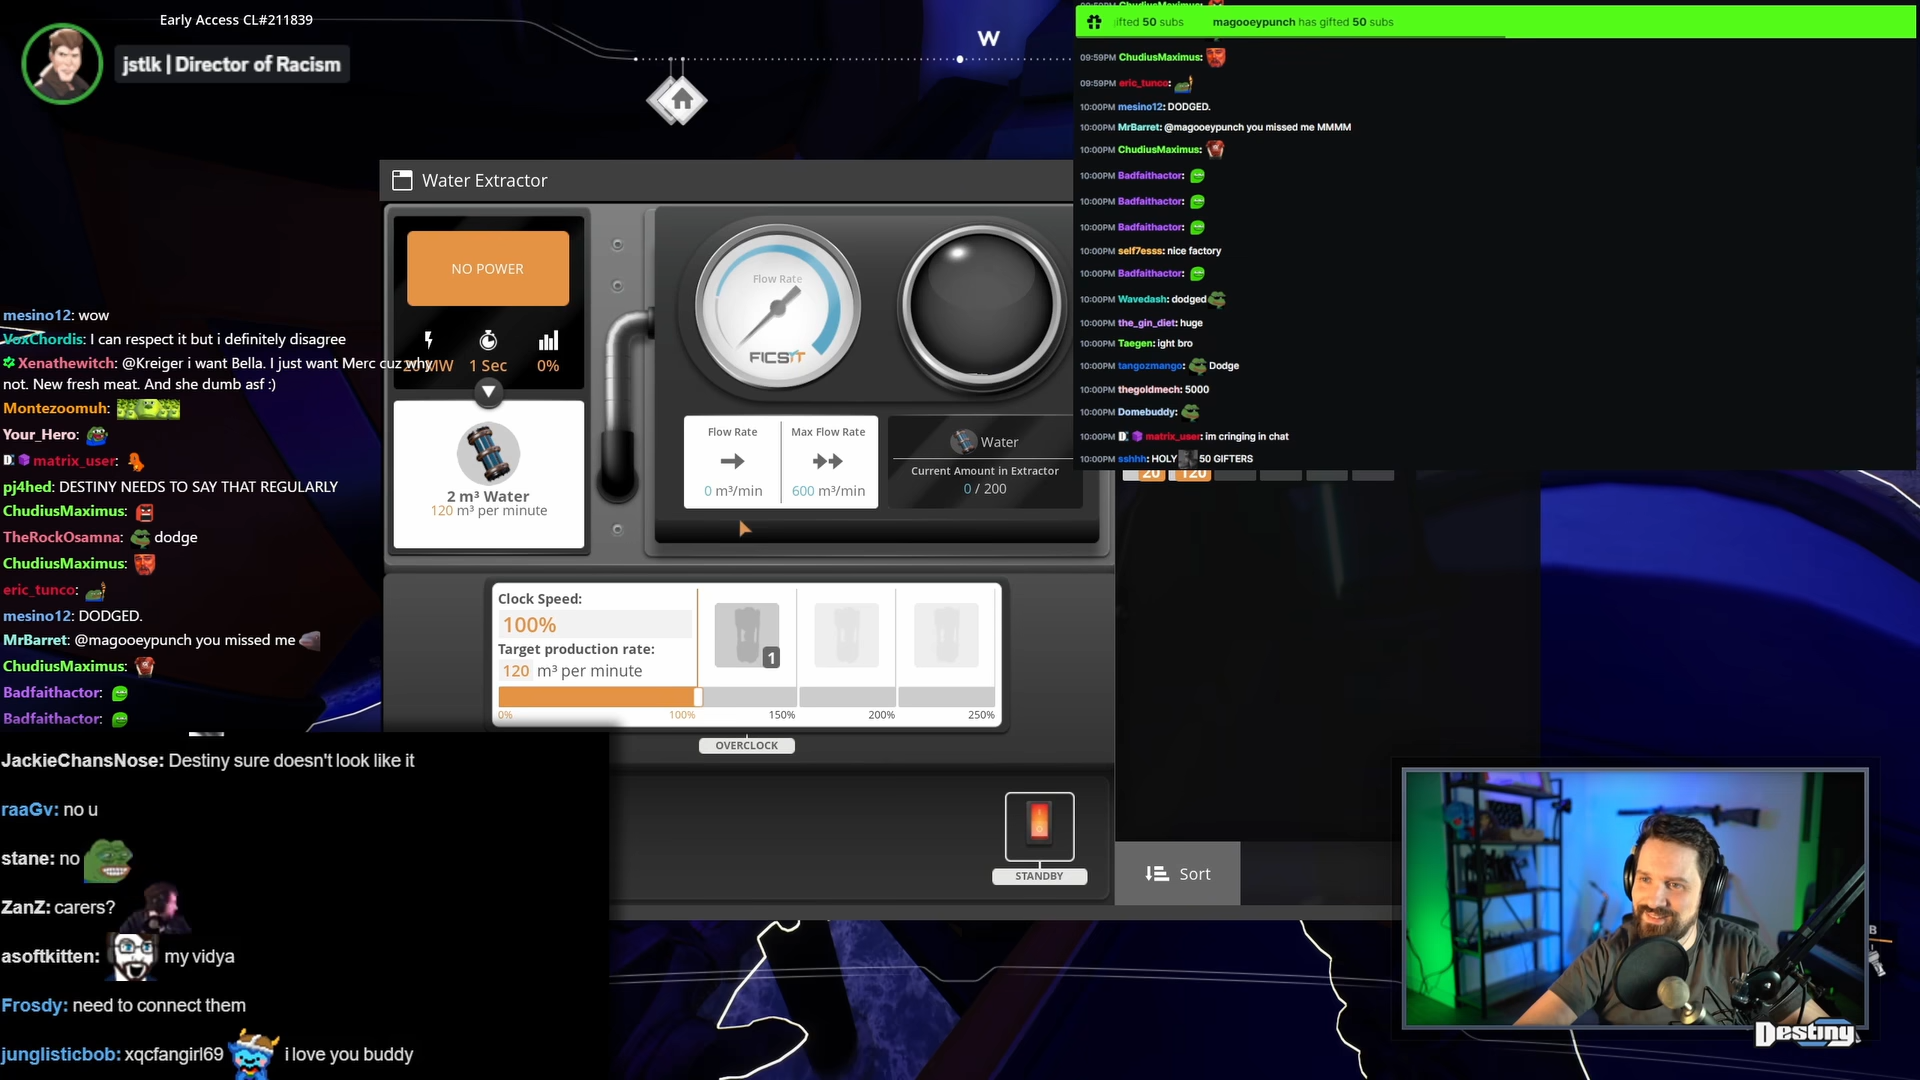 Early Access CL#211839
jstlk | Director of Racism
W
gifted 50 subs magooeypunch has gifted 50 subs
09:59PM ChudiusMaximus:
09:59PM eric_tunco:
10:00PM mesino12: DODGED.
10:00PM MrBarret: @magooeypunch you missed me MMMM
10:00PM ChudiusMaximus:
10:00PM Badfaithactor:
10:00PM Badfaithactor:
10:00PM Badfaithactor:
10:00PM self7esss: nice factory
10:00PM Badfaithactor:
10:00PM Wavedash: dodged
10:00PM the_gin_diet: huge
10:00PM Taegen: ight bro
10:00PM tangozmango: Dodge
10:00PM thegoldmech: 5000
10:00PM Domebuddy:
10:00PM matrix_user: im cringing in chat
10:00PM sshhh: HOLY 50 GIFTERS
20 120
Water Extractor
NO POWER
20 MW 1 Sec 0%
2 m³ Water
120 m³ per minute
Flow Rate
FICSIT
Flow Rate
0 m³/min
Max Flow Rate
600 m³/min
Water
Current Amount in Extractor
0 / 200
Clock Speed:
100%
Target production rate:
120 m³ per minute
1
0% 100% 150% 200% 250%
OVERCLOCK
STANDBY
Sort
mesino12: wow
VoxChordis: I can respect it but i definitely disagree
Xenathewitch: @Kreiger i want Bella. I just want Merc cuz why
not. New fresh meat. And she dumb asf :)
Montezoomuh:
Your_Hero:
matrix_user:
pj4hed: DESTINY NEEDS TO SAY THAT REGULARLY
ChudiusMaximus:
TheRockOsamna: dodge
ChudiusMaximus:
eric_tunco:
mesino12: DODGED.
MrBarret: @magooeypunch you missed me
ChudiusMaximus:
Badfaithactor:
Badfaithactor:
JackieChansNose: Destiny sure doesn't look like it
raaGv: no u
stane: no
ZanZ: carers?
asoftkitten: my vidya
Frosdy: need to connect them
junglisticbob: xqcfangirl69 i love you buddy
Destiny